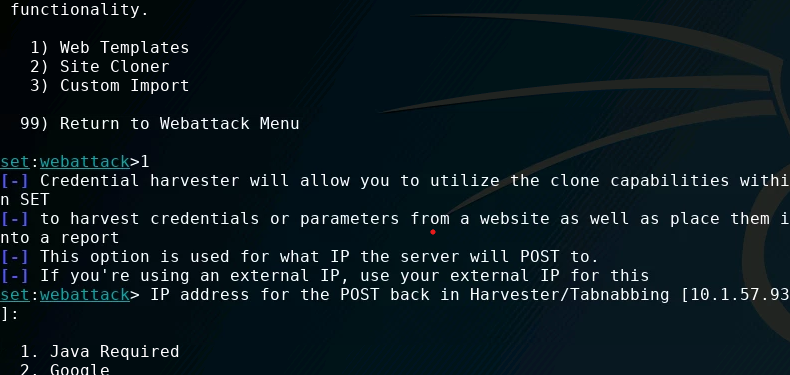 functionality.
1) Web Templates
2) Site Cloner
3) Custom Import
99) Return to Webattack Menu
set:webattack>1
[-] Credential harvester will allow you to utilize the clone capabilities withi
n SET
[-] to harvest credentials or parameters from a website as well as place them i
nto a report
[-] This option is used for what IP the server will POST to.
[-] If you're using an external IP, use your external IP for this
set:webattack> IP address for the POST back in Harvester/Tabnabbing [10.1.57.93
]:
1. Java Required
2. Google